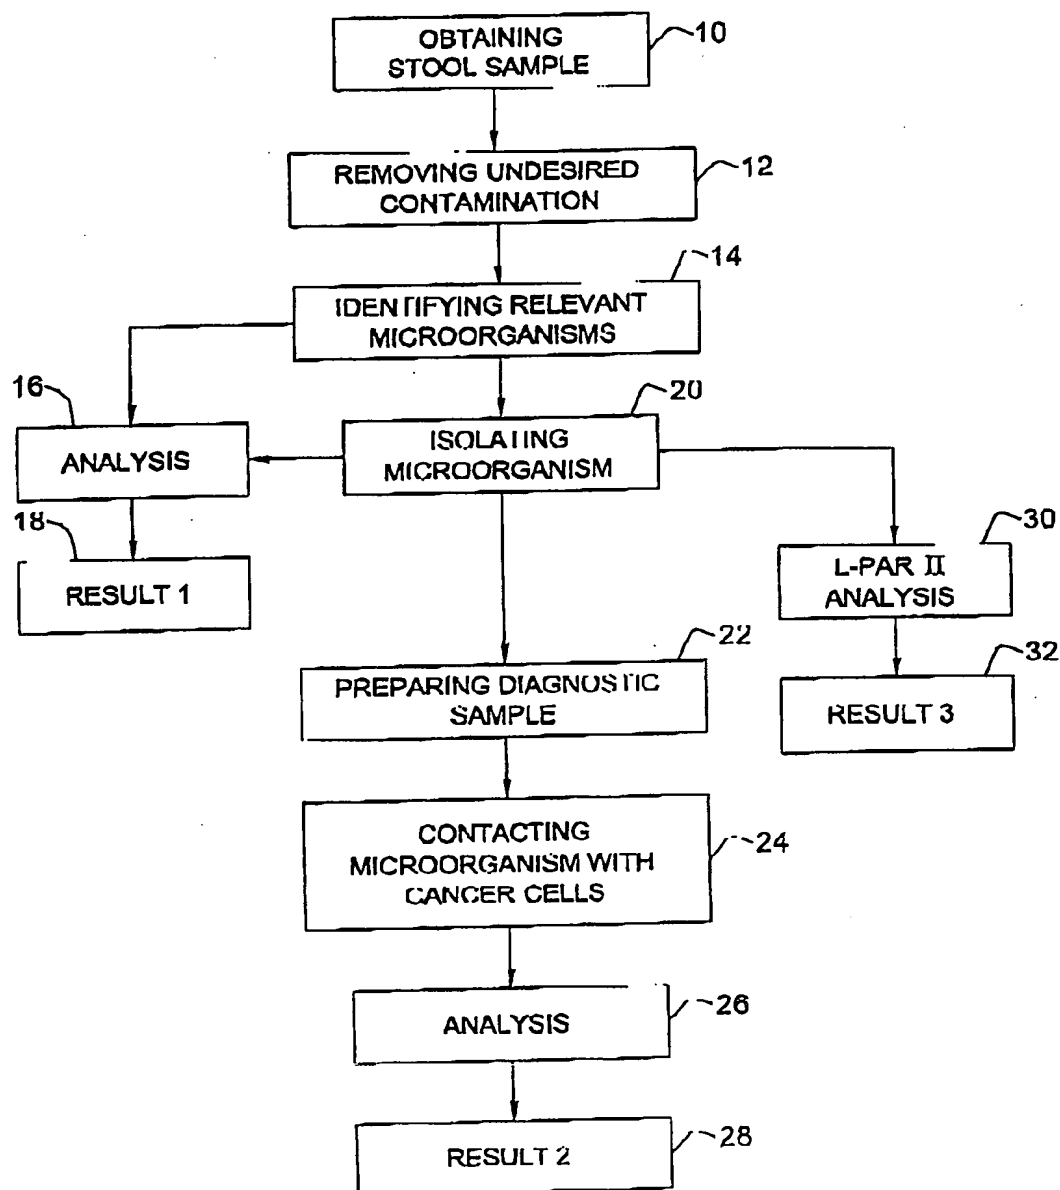 OBTAINING
STOOL SAMPLE
10
REMOVING UNDESIRED
CONTAMINATION
12
14
IDENTIFYING RELEVANT
MICROORGANISMS
16
ANALYSIS
20
ISOLATING
MICROORGANISM
18
RESULT 1
30
L-PAR II
ANALYSIS
22
PREPARING DIAGNOSTIC
SAMPLE
32
RESULT 3
CONTACTING
MICROORGANISM WITH
CANCER CELLS
24
ANALYSIS
26
RESULT 2
28